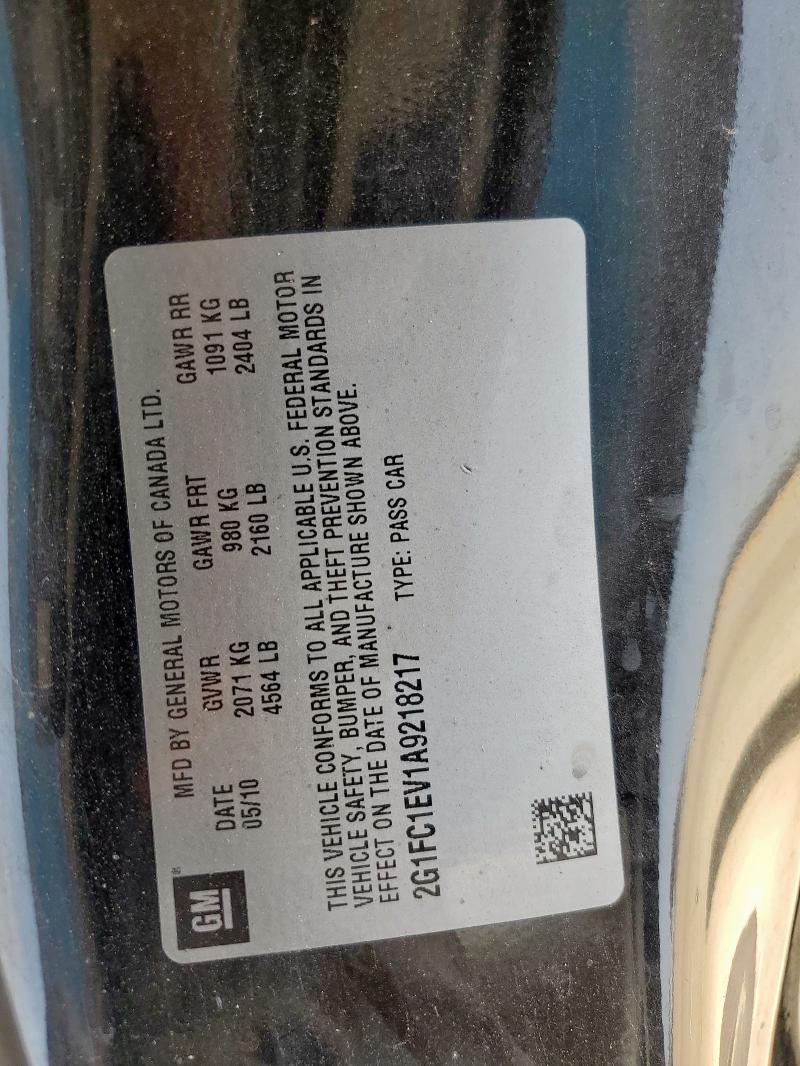 GM®
MFD BY GENERAL MOTORS OF CANADA LTD.
DATE GVWR GAWR FRT GAWR RR
05/10 2071 KG 980 KG 1091 KG
4564 LB 2160 LB 2404 LB
THIS VEHICLE CONFORMS TO ALL APPLICABLE U.S. FEDERAL MOTOR
VEHICLE SAFETY, BUMPER, AND THEFT PREVENTION STANDARDS IN
EFFECT ON THE DATE OF MANUFACTURE SHOWN ABOVE.
2G1FC1EV1A9218217 TYPE: PASS CAR